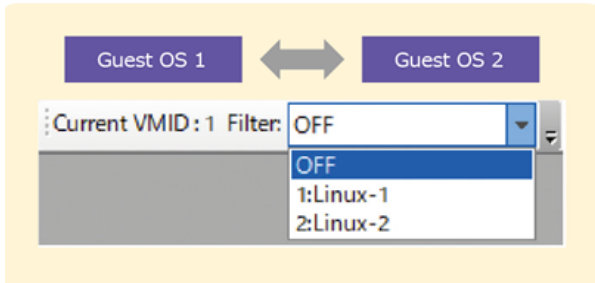 Guest OS 1 Guest OS 2
Current VMID : 1 Filter: OFF
OFF
1:Linux-1
2:Linux-2